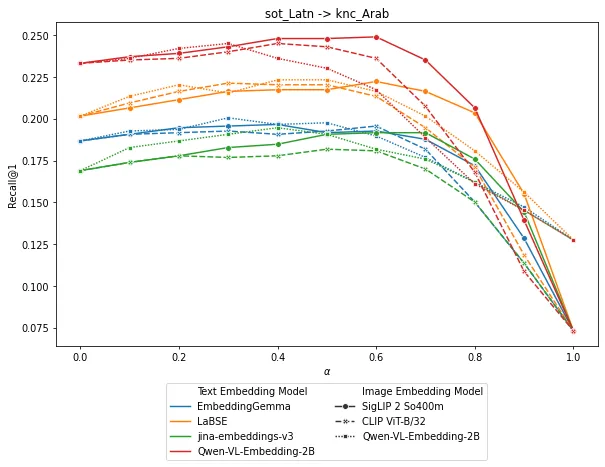 sot_Latn -> knc_Arab
Recall@1
0.250
0.225
0.200
0.175
0.150
0.125
0.100
0.075
0.0 0.2 0.4 0.6 0.8 1.0
α
Text Embedding Model
EmbeddingGemma
LaBSE
jina-embeddings-v3
Qwen-VL-Embedding-2B
Image Embedding Model
SigLIP 2 So400m
CLIP ViT-B/32
Qwen-VL-Embedding-2B